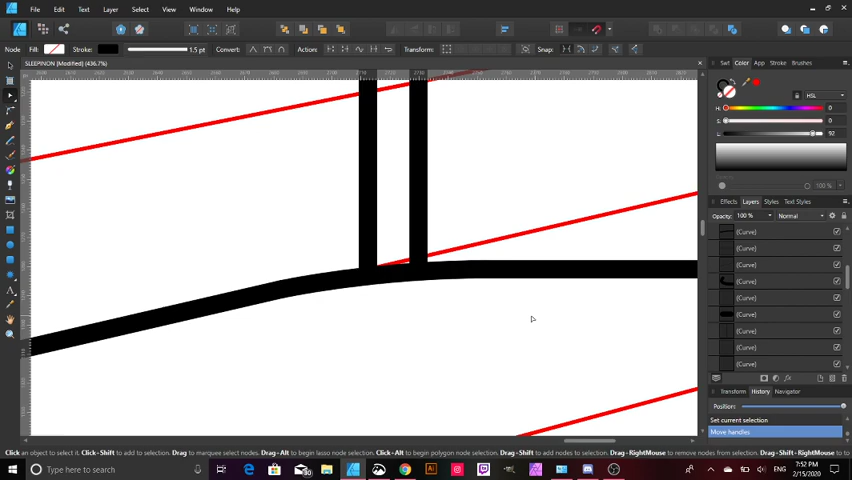 File Edit Text Layer Select View Window Help
Node Fill: Stroke: 1.5 pt Convert: Action: Transform: Snap:
SLEEPINON [Modified] (436.7%)
Set Color App Stroke Brushes
HSL
H: 0
S: 0
L: 92
Opacity
100 %
Effects Layers Styles Text Styles
Opacity: 100 % Normal
(Curve)
(Curve)
(Curve)
(Curve)
(Curve)
(Curve)
(Curve)
(Curve)
(Curve)
Transform History Navigator
Position:
Set current selection
Move handles
Click an object to select it. Click+Shift to add to selection. Drag to marquee select nodes. Drag+Alt to begin lasso node selection. Click+Alt to begin polygon node selection. Drag+Shift to add nodes to selection. Drag+RightMouse to remove nodes from selection.
Type here to search
ENG
7:52 PM
2/15/2020